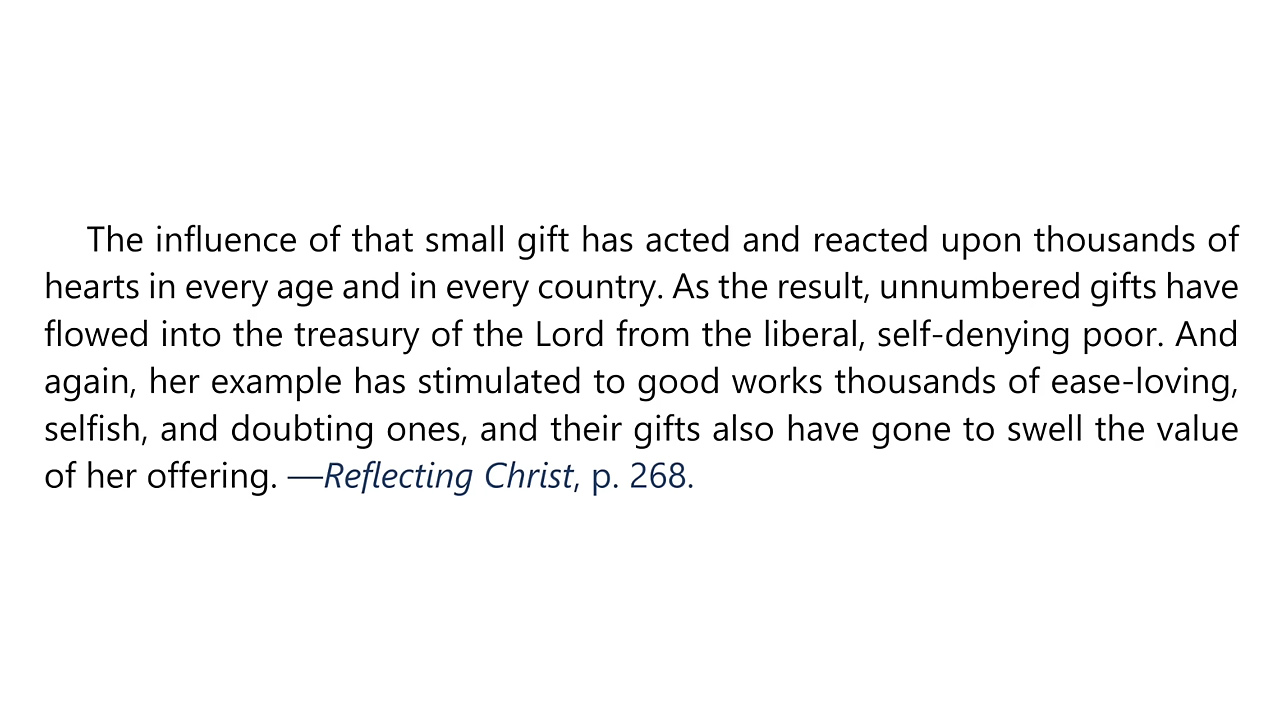 The influence of that small gift has acted and reacted upon thousands of
hearts in every age and in every country. As the result, unnumbered gifts have
flowed into the treasury of the Lord from the liberal, self-denying poor. And
again, her example has stimulated to good works thousands of ease-loving,
selfish, and doubting ones, and their gifts also have gone to swell the value
of her offering. —Reflecting Christ, p. 268.